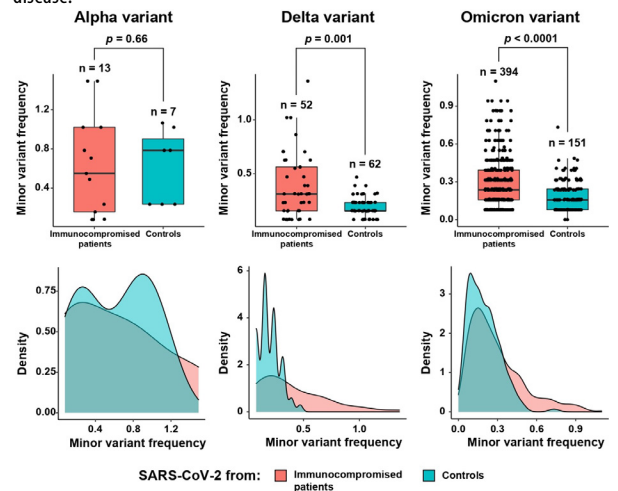 disease.
Alpha variant
Delta variant
Omicron variant
p = 0.66
p = 0.001
p < 0.0001
n = 13
n = 7
n = 52
n = 62
n = 394
n = 151
Minor variant frequency
1.2
0.8
0.4
Immunocompromised
patients
Controls
Minor variant frequency
1.0
0.5
Immunocompromised
patients
Controls
Minor variant frequency
0.9
0.6
0.3
0.0
Immunocompromised
patients
Controls
Density
0.75
0.50
0.25
0.00
0.4 0.8 1.2
Minor variant frequency
Density
6
4
2
0
0.5 1.0
Minor variant frequency
Density
3
2
1
0
0.0 0.3 0.6 0.9
Minor variant frequency
SARS-CoV-2 from:
Immunocompromised
patients
Controls